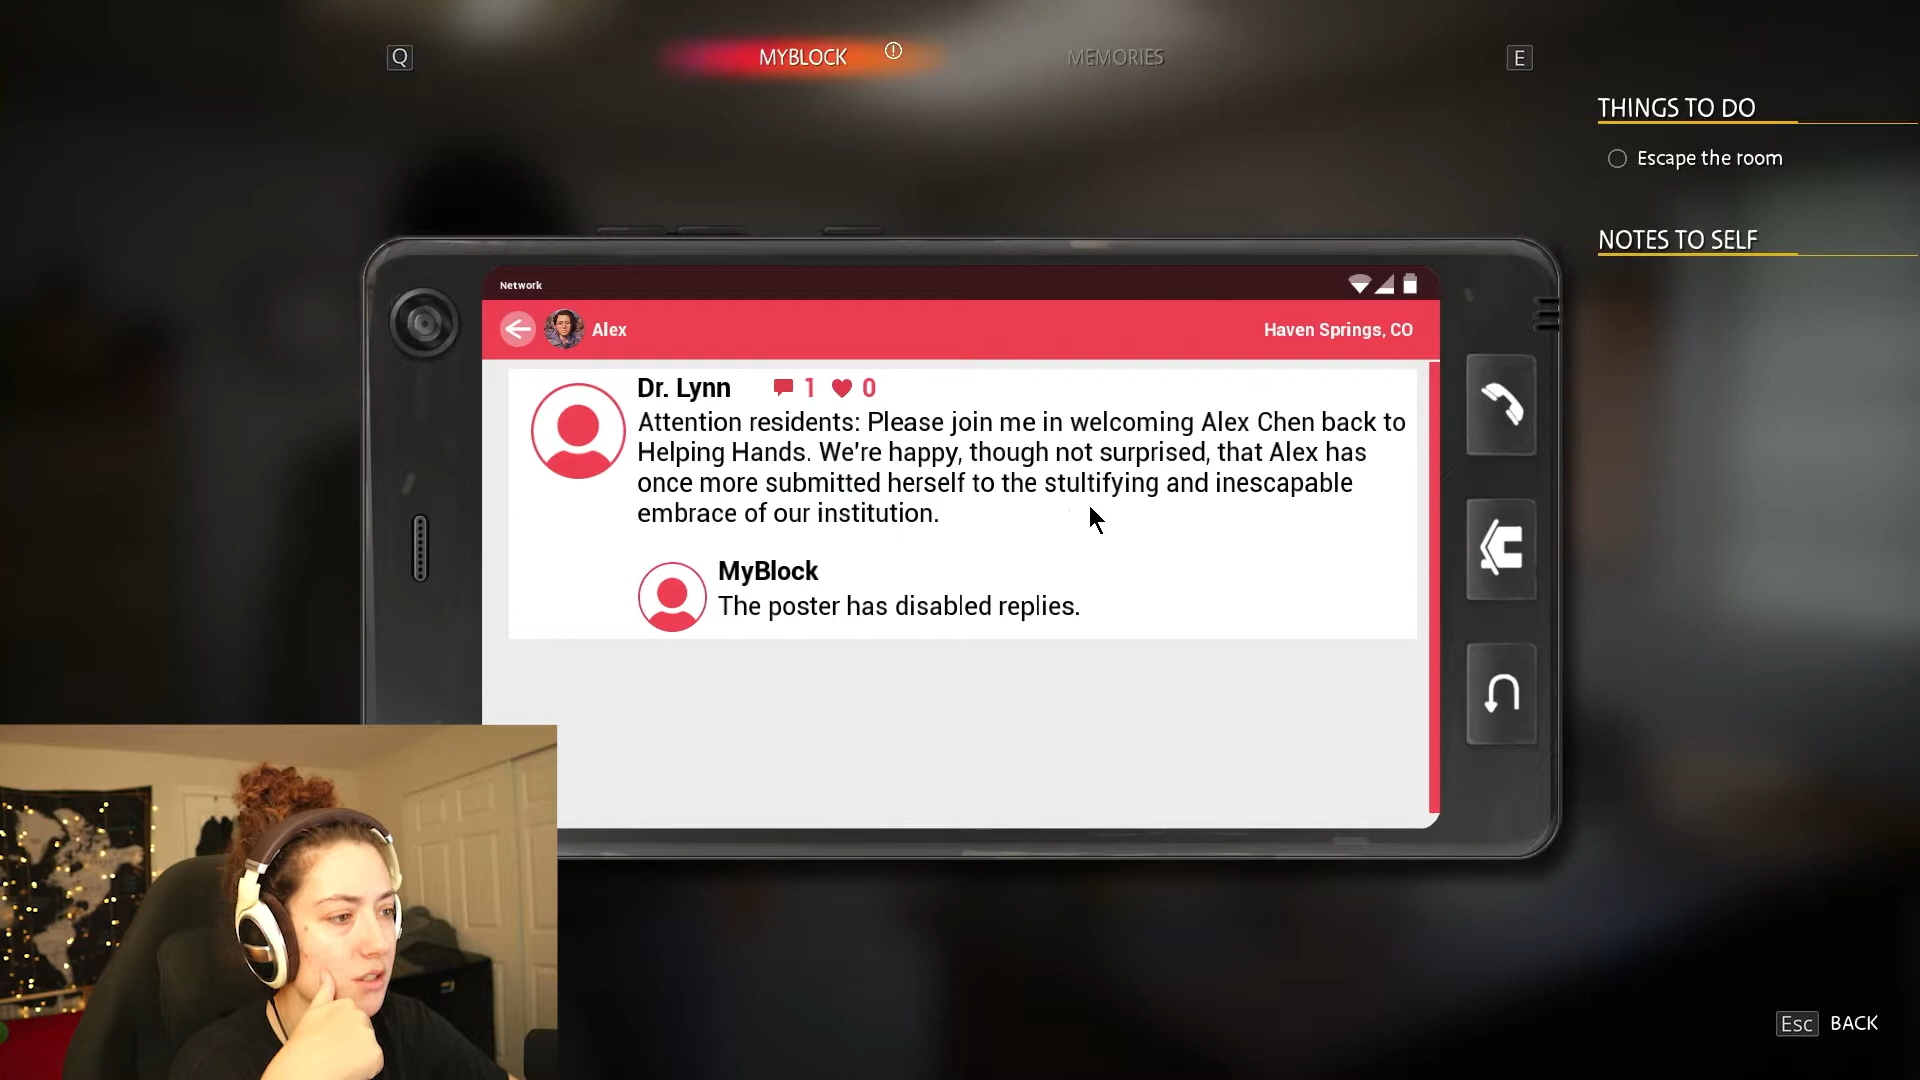 Q
MYBLOCK
MEMORIES
E
THINGS TO DO
Escape the room
NOTES TO SELF
Network
Alex
Haven Springs, CO
Dr. Lynn 1 0
Attention residents: Please join me in welcoming Alex Chen back to
Helping Hands. We're happy, though not surprised, that Alex has
once more submitted herself to the stultifying and inescapable
embrace of our institution.
MyBlock
The poster has disabled replies.
Esc BACK